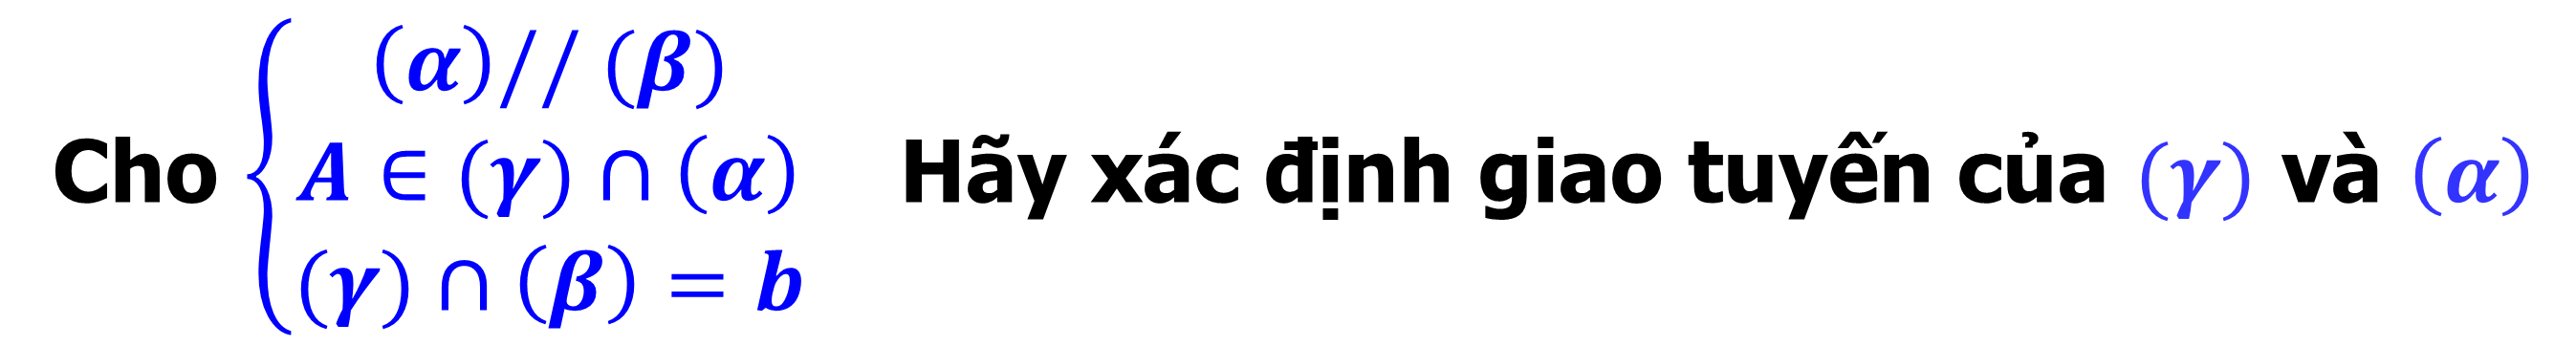 (α)// (β)
Cho { A ∈ (γ) ∩ (α) Hãy xác định giao tuyến của (γ) và (α)
(γ) ∩ (β) = b